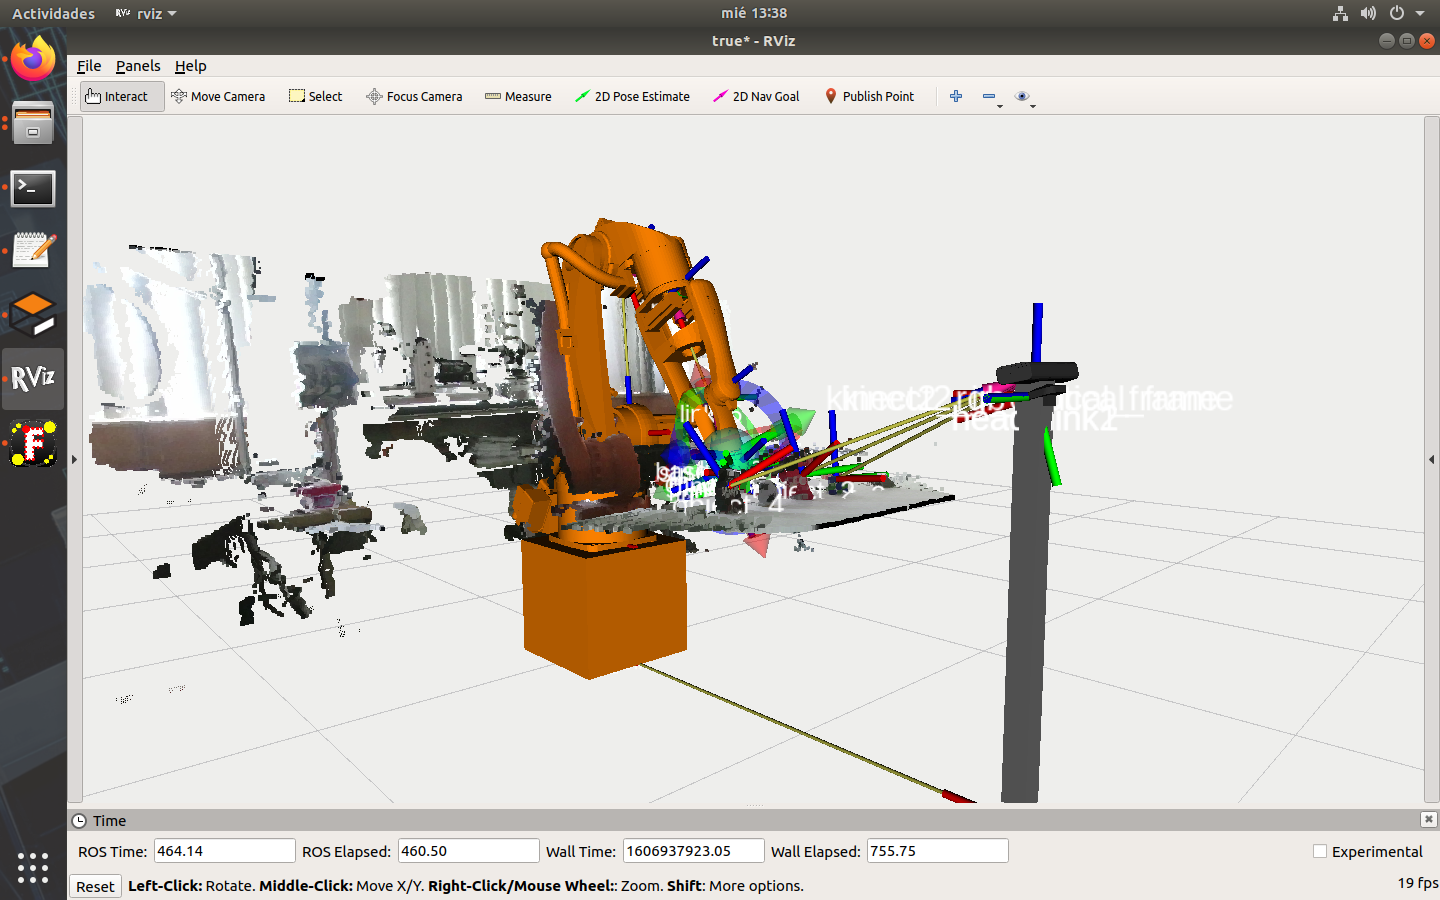 Actividades RViz rviz mié 13:38
true* - RViz
File Panels Help
Interact Move Camera Select Focus Camera Measure 2D Pose Estimate 2D Nav Goal Publish Point
RViz
F
Time
ROS Time: 464.14 ROS Elapsed: 460.50 Wall Time: 1606937923.05 Wall Elapsed: 755.75 Experimental
Reset Left-Click: Rotate. Middle-Click: Move X/Y. Right-Click/Mouse Wheel:: Zoom. Shift: More options. 19 fps